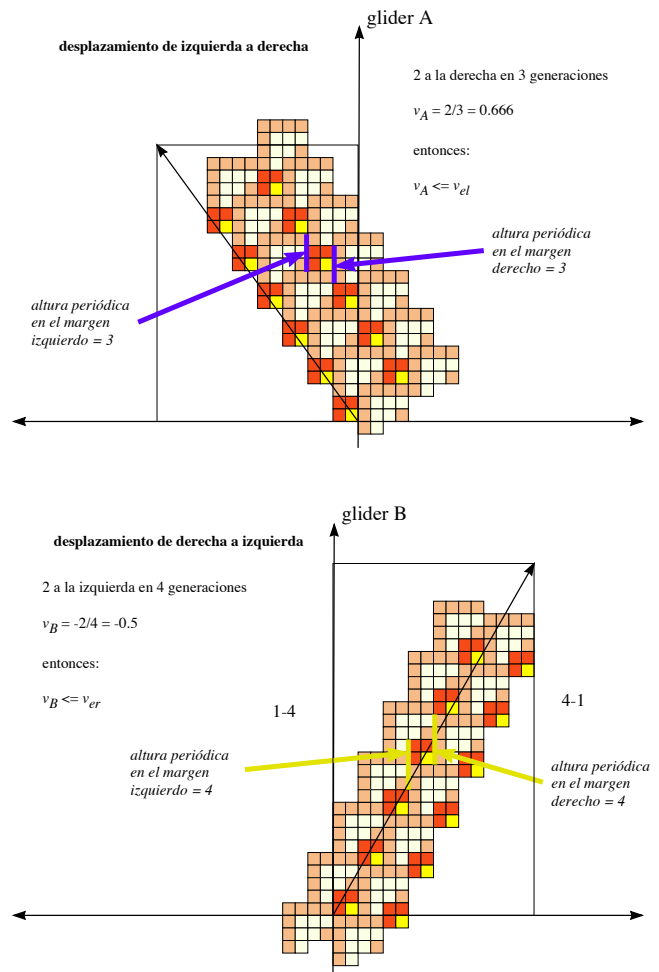 glider A
desplazamiento de izquierda a derecha
2 a la derecha en 3 generaciones
v_A = 2/3 = 0.666
entonces:
v_A <= v_el
altura periódica
en el margen
derecho = 3
altura periódica
en el margen
izquierdo = 3
glider B
desplazamiento de derecha a izquierda
2 a la izquierda en 4 generaciones
v_B = -2/4 = -0.5
entonces:
v_B <= v_er
1-4
4-1
altura periódica
en el margen
izquierdo = 4
altura periódica
en el margen
derecho = 4